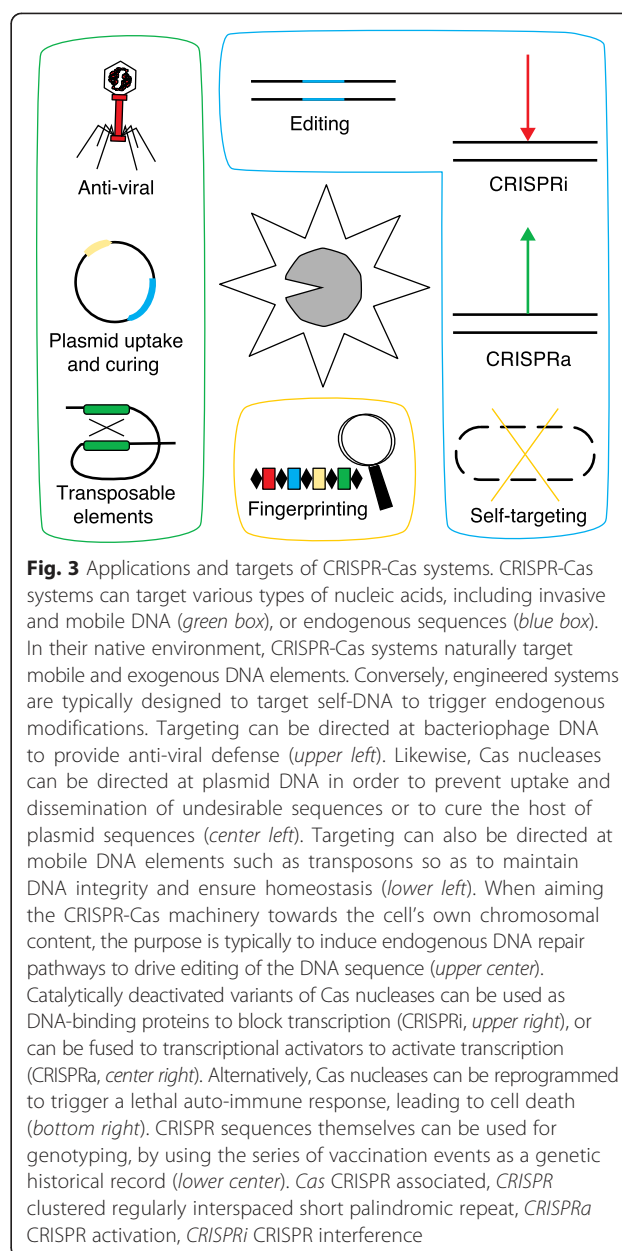 Anti-viral
Editing
CRISPRi
Plasmid uptake
and curing
CRISPRa
Transposable
elements
Fingerprinting
Self-targeting
Fig. 3 Applications and targets of CRISPR-Cas systems. CRISPR-Cas
systems can target various types of nucleic acids, including invasive
and mobile DNA (green box), or endogenous sequences (blue box).
In their native environment, CRISPR-Cas systems naturally target
mobile and exogenous DNA elements. Conversely, engineered systems
are typically designed to target self-DNA to trigger endogenous
modifications. Targeting can be directed at bacteriophage DNA
to provide anti-viral defense (upper left). Likewise, Cas nucleases
can be directed at plasmid DNA in order to prevent uptake and
dissemination of undesirable sequences or to cure the host of
plasmid sequences (center left). Targeting can also be directed at
mobile DNA elements such as transposons so as to maintain
DNA integrity and ensure homeostasis (lower left). When aiming
the CRISPR-Cas machinery towards the cell's own chromosomal
content, the purpose is typically to induce endogenous DNA repair
pathways to drive editing of the DNA sequence (upper center).
Catalytically deactivated variants of Cas nucleases can be used as
DNA-binding proteins to block transcription (CRISPRi, upper right), or
can be fused to transcriptional activators to activate transcription
(CRISPRa, center right). Alternatively, Cas nucleases can be reprogrammed
to trigger a lethal auto-immune response, leading to cell death
(bottom right). CRISPR sequences themselves can be used for
genotyping, by using the series of vaccination events as a genetic
historical record (lower center). Cas CRISPR associated, CRISPR
clustered regularly interspaced short palindromic repeat, CRISPRa
CRISPR activation, CRISPRi CRISPR interference